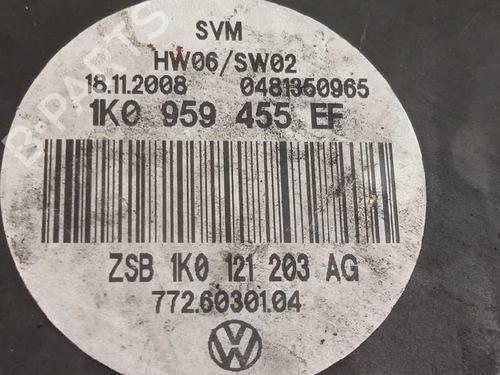 SVM
HW06/SW02
18.11.2008 0481350965
1K0 959 455 EF
ZSB 1K0 121 203 AG
772.60301.04
B-PARTS